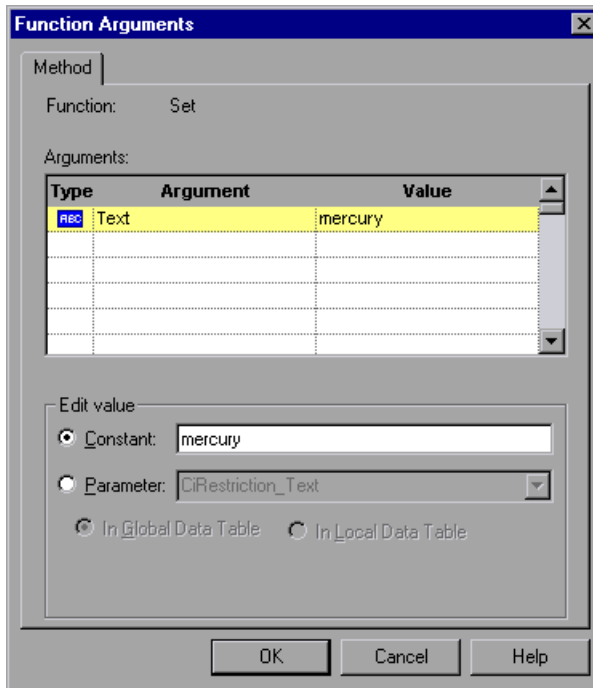 Function Arguments
Method
Function: Set
Arguments:
Type Argument Value
ABC Text mercury
Edit value
Constant: mercury
Parameter: CiRestriction_Text
In Global Data Table In Local Data Table
OK Cancel Help